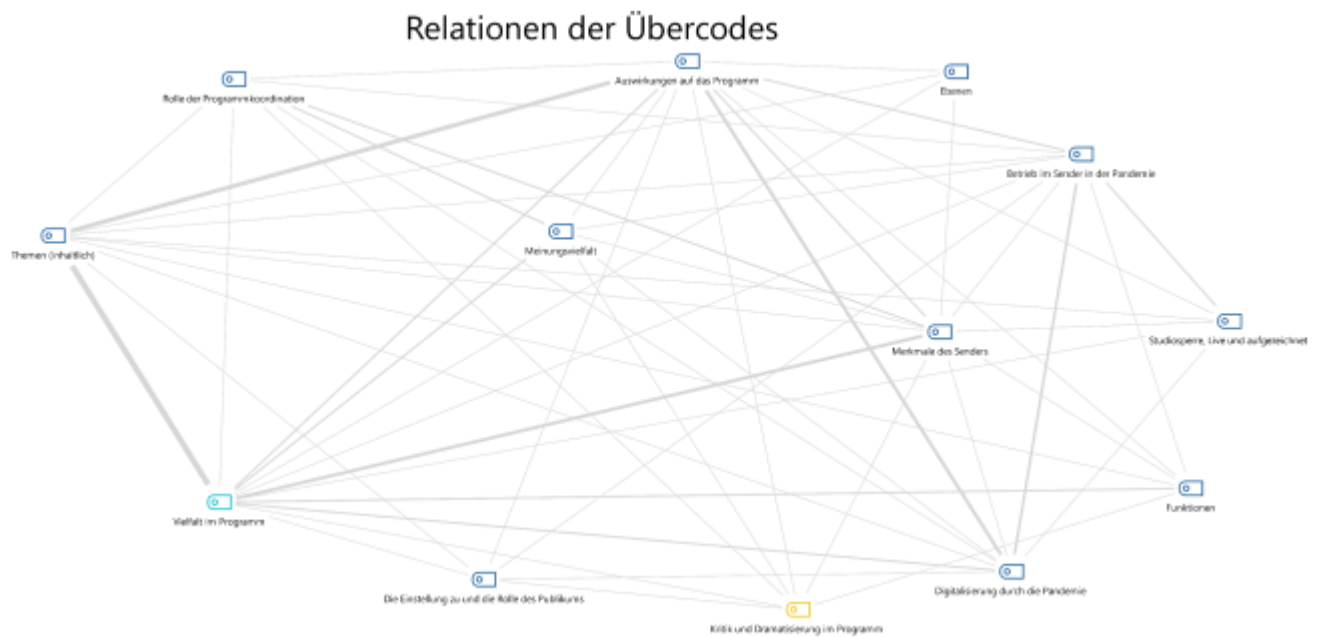 Relationen der Übercodes
Auswirkungen auf das Programm
Ebenen
Rolle der Programmkoordination
Betrieb im Sender in der Pandemie
Themen (Inhaltlich)
Meinungsvielfalt
Merkmale des Senders
Studiosperre, Live und aufgezeichnet
Vielfalt im Programm
Funktionen
Die Einstellung zu und die Rolle des Publikums
Digitalisierung durch die Pandemie
Kritik und Dramatisierung im Programm